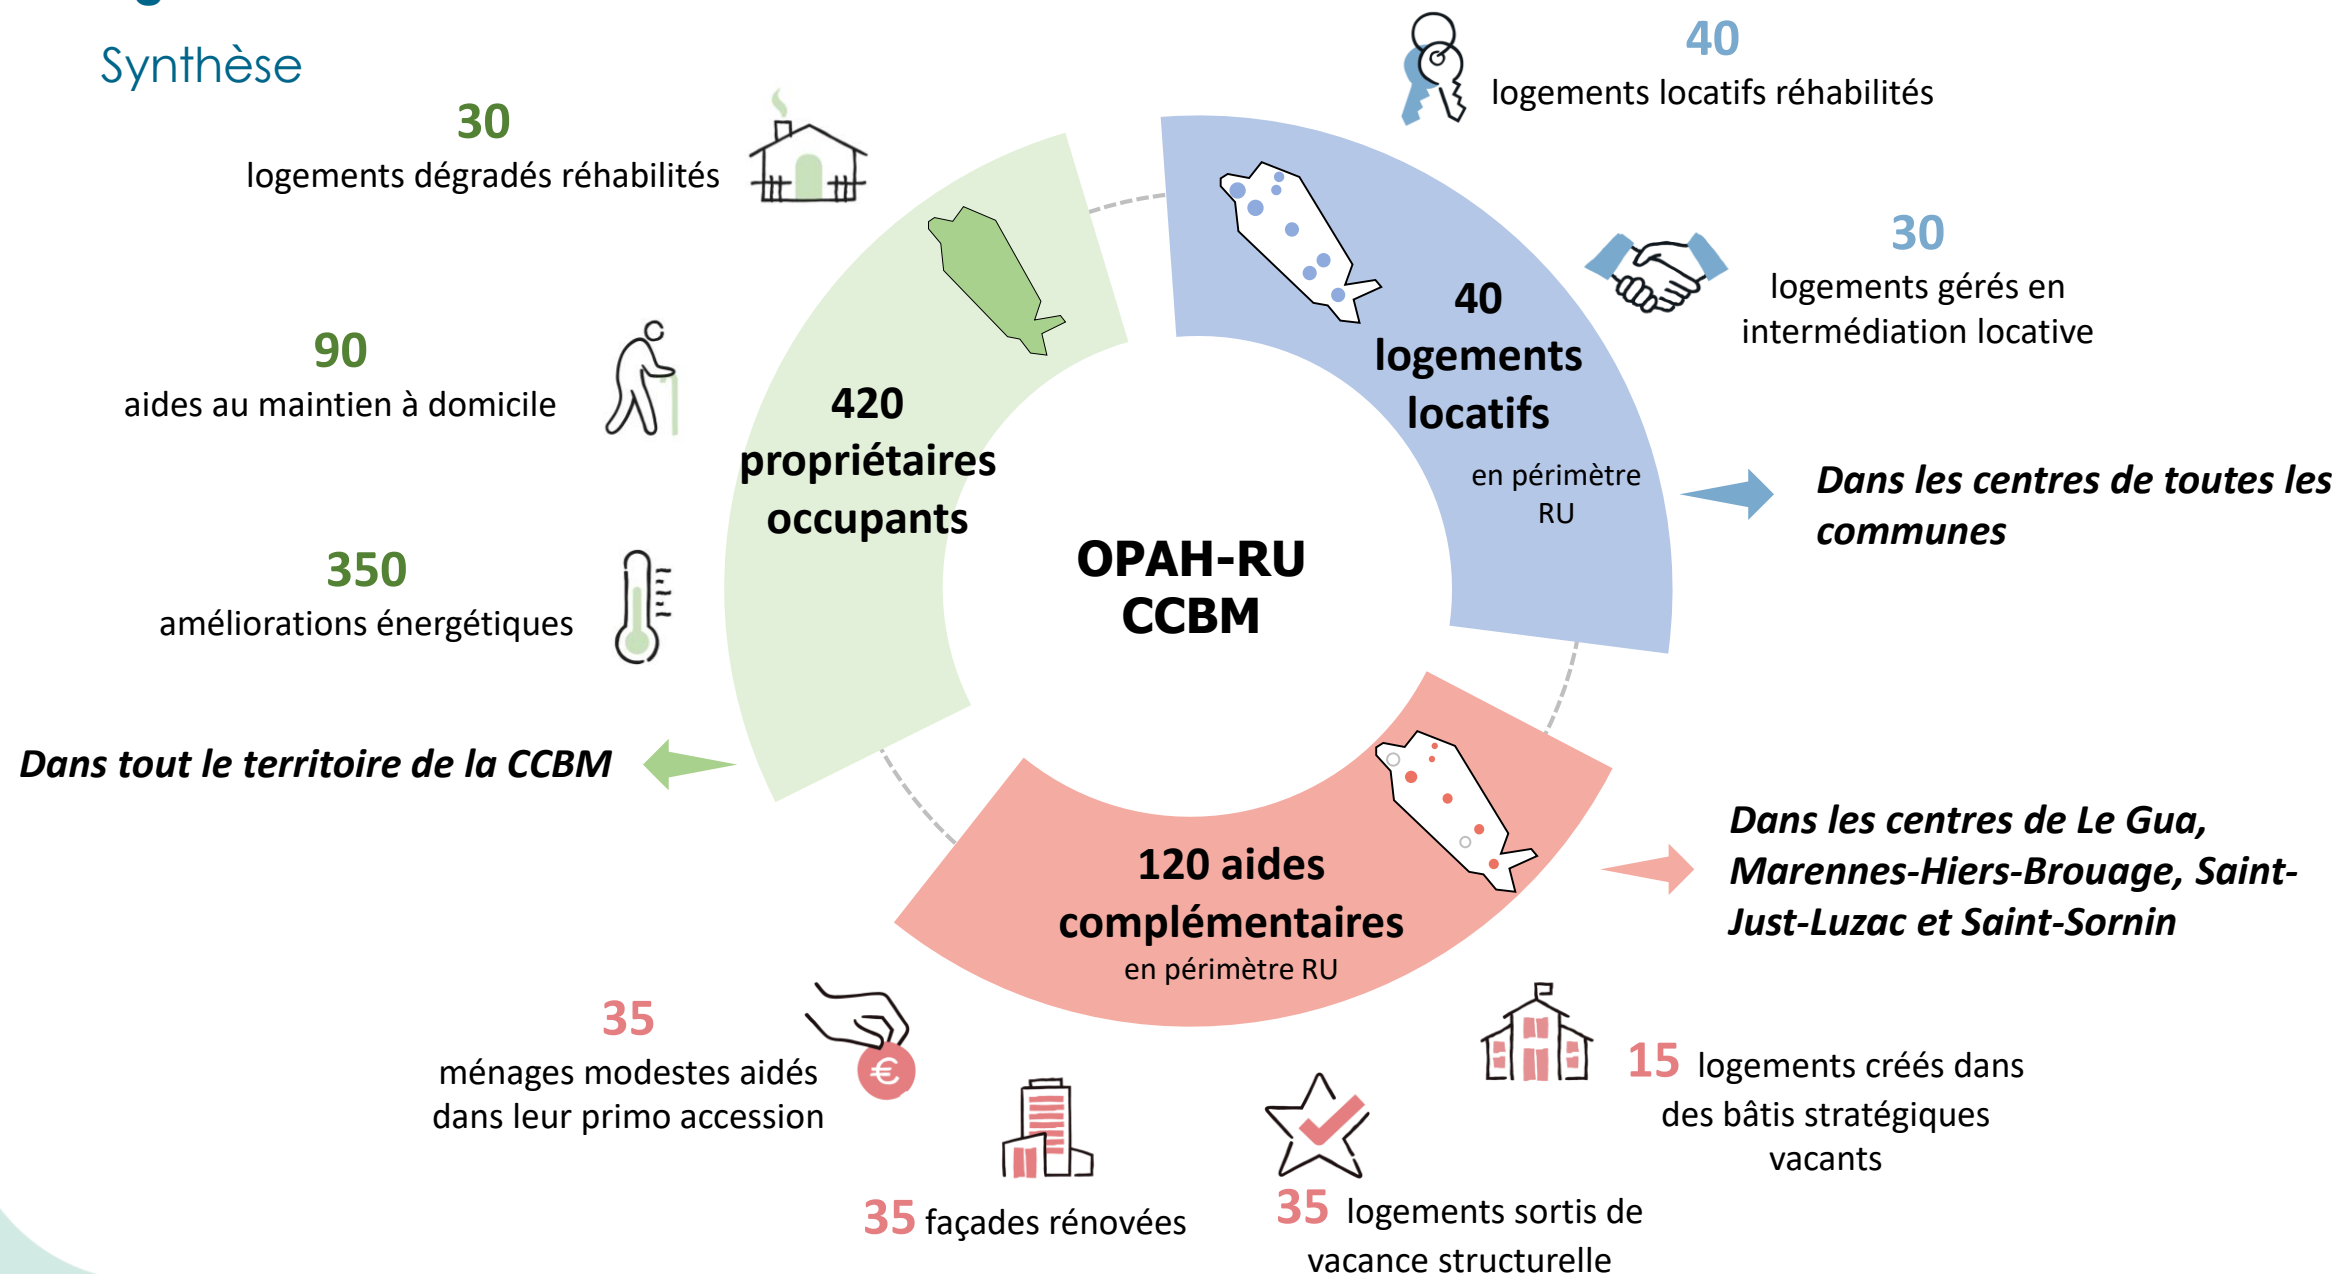 Synthèse
30
logements dégradés réhabilités
90
aides au maintien à domicile
350
améliorations énergétiques
Dans tout le territoire de la CCBM
420
propriétaires
occupants
OPAH-RU
CCBM
40
logements locatifs réhabilités
30
logements gérés en
intermédiation locative
40
logements
locatifs
en périmètre
RU
Dans les centres de toutes les
communes
120 aides
complémentaires
en périmètre RU
Dans les centres de Le Gua,
Marennes-Hiers-Brouage, Saint-
Just-Luzac et Saint-Sornin
35
ménages modestes aidés
dans leur primo accession
€
35 façades rénovées
35 logements sortis de
vacance structurelle
15 logements créés dans
des bâtis stratégiques
vacants